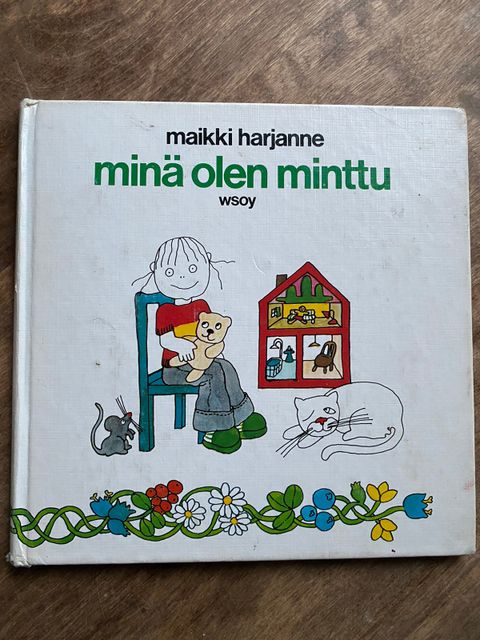 maikki harjanne
minä olen minttu
wsoy